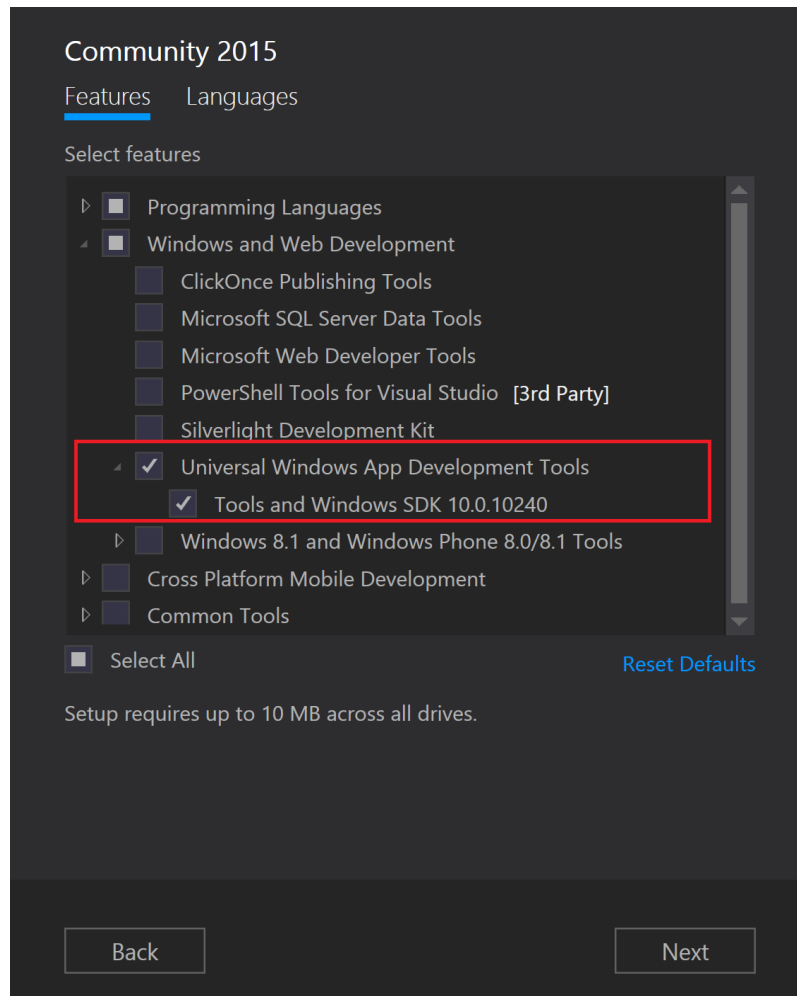 Community 2015
Features Languages
Select features
Programming Languages
Windows and Web Development
ClickOnce Publishing Tools
Microsoft SQL Server Data Tools
Microsoft Web Developer Tools
PowerShell Tools for Visual Studio [3rd Party]
Silverlight Development Kit
Universal Windows App Development Tools
Tools and Windows SDK 10.0.10240
Windows 8.1 and Windows Phone 8.0/8.1 Tools
Cross Platform Mobile Development
Common Tools
Select All Reset Defaults
Setup requires up to 10 MB across all drives.
Back Next